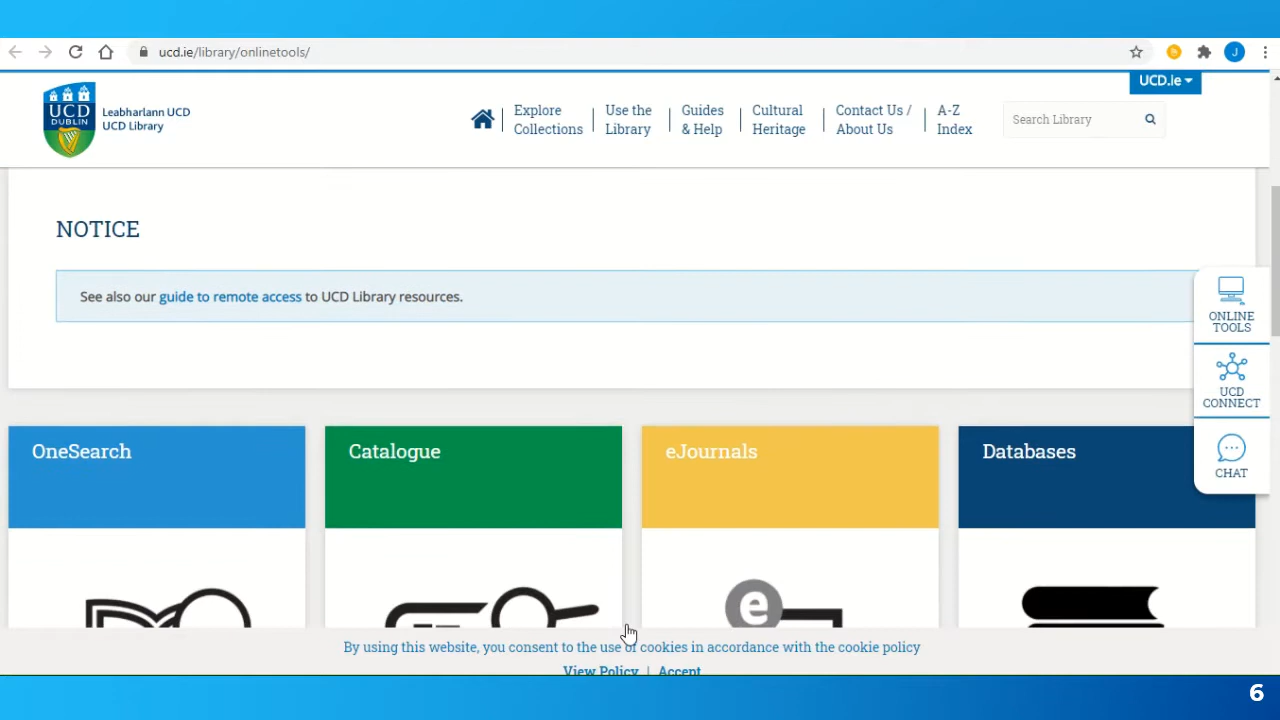 ucd.ie/library/onlinetools/
J
UCD.ie
UCD
DUBLIN
Leabharlann UCD
UCD Library
Explore
Collections
Use the
Library
Guides
& Help
Cultural
Heritage
Contact Us /
About Us
A-Z
Index
Search Library
NOTICE
See also our guide to remote access to UCD Library resources.
ONLINE
TOOLS
UCD
CONNECT
CHAT
OneSearch
Catalogue
eJournals
Databases
e
By using this website, you consent to the use of cookies in accordance with the cookie policy
View Policy | Accept
6